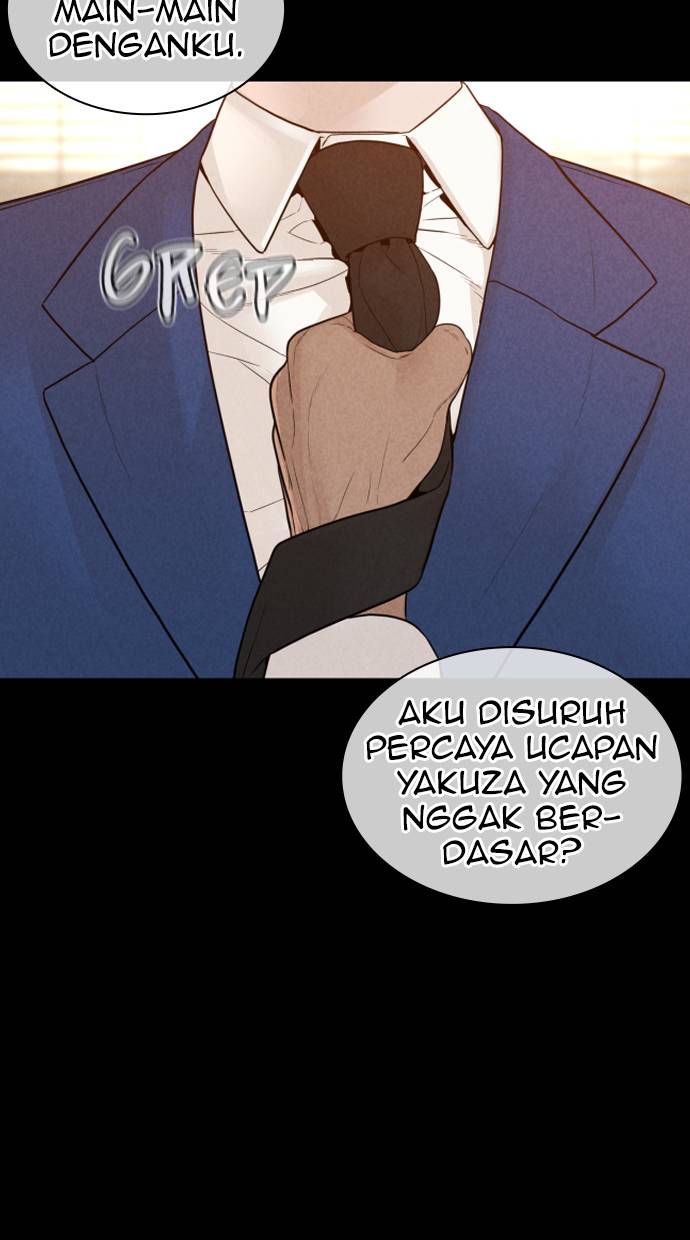 MAIN-MAIN
DENGANKU.
GREP
AKU DISURUH
PERCAYA UCAPAN
YAKUZA YANG
NGGAK BER-
DASAR?